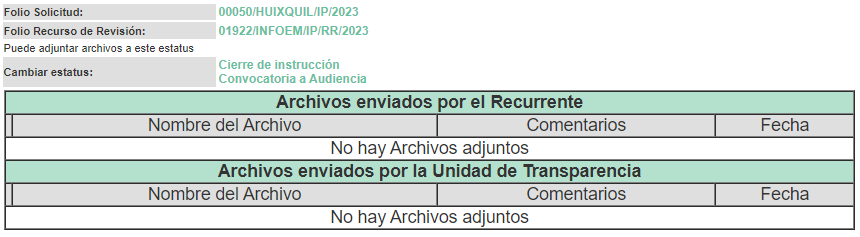 Folio Solicitud: 00050/HUIXQUIL/IP/2023
Folio Recurso de Revisión: 01922/INFOEM/IP/RR/2023
Puede adjuntar archivos a este estatus
Cambiar estatus: Cierre de instrucción
Convocatoria a Audiencia
Archivos enviados por el Recurrente
Nombre del Archivo Comentarios Fecha
No hay Archivos adjuntos
Archivos enviados por la Unidad de Transparencia
Nombre del Archivo Comentarios Fecha
No hay Archivos adjuntos